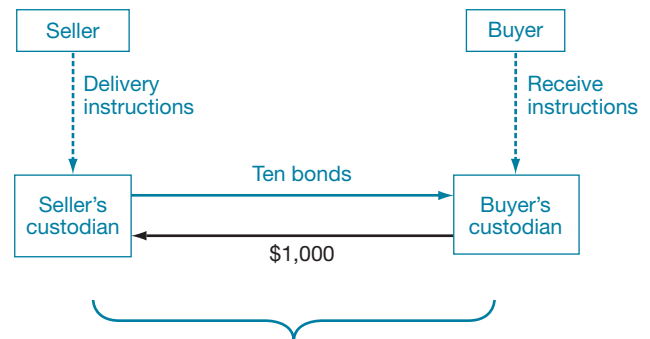 Seller
Buyer
Delivery
instructions
Receive
instructions
Ten bonds
Seller's
custodian
Buyer's
custodian
$1,000